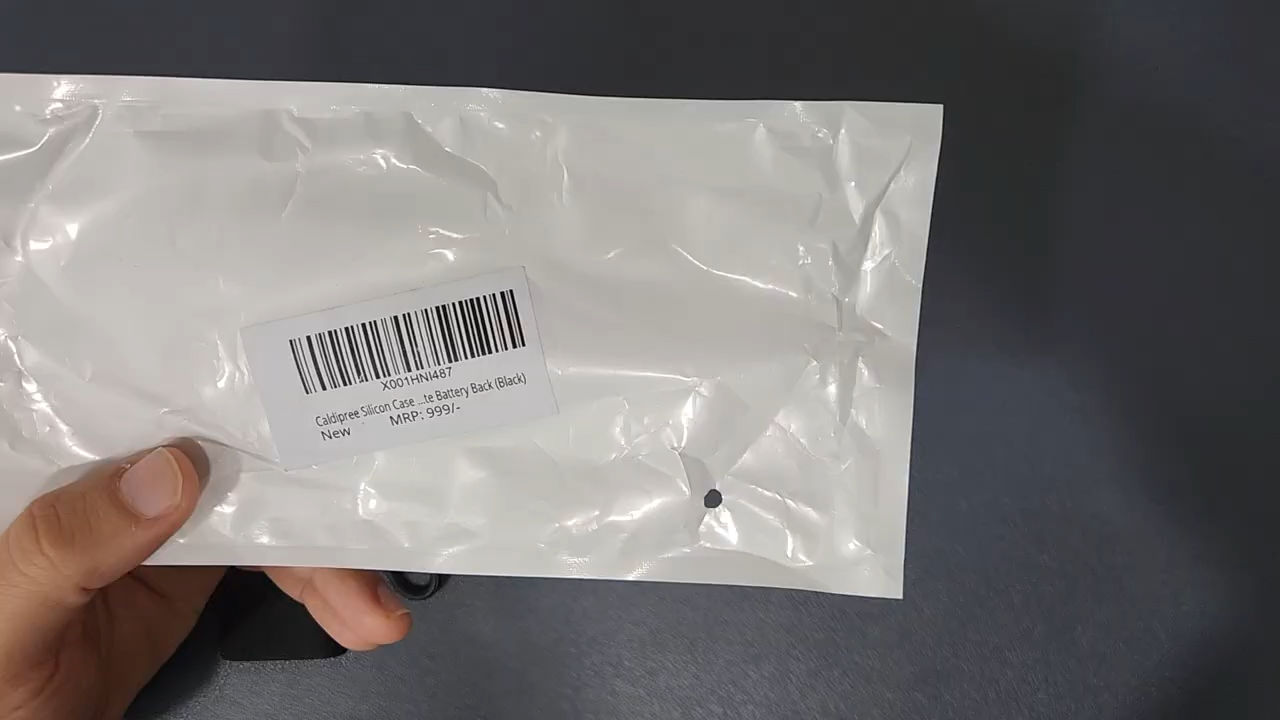 X001HNI487
Caldipree Silicon Case ...te Battery Back (Black)
New MRP: 999/-